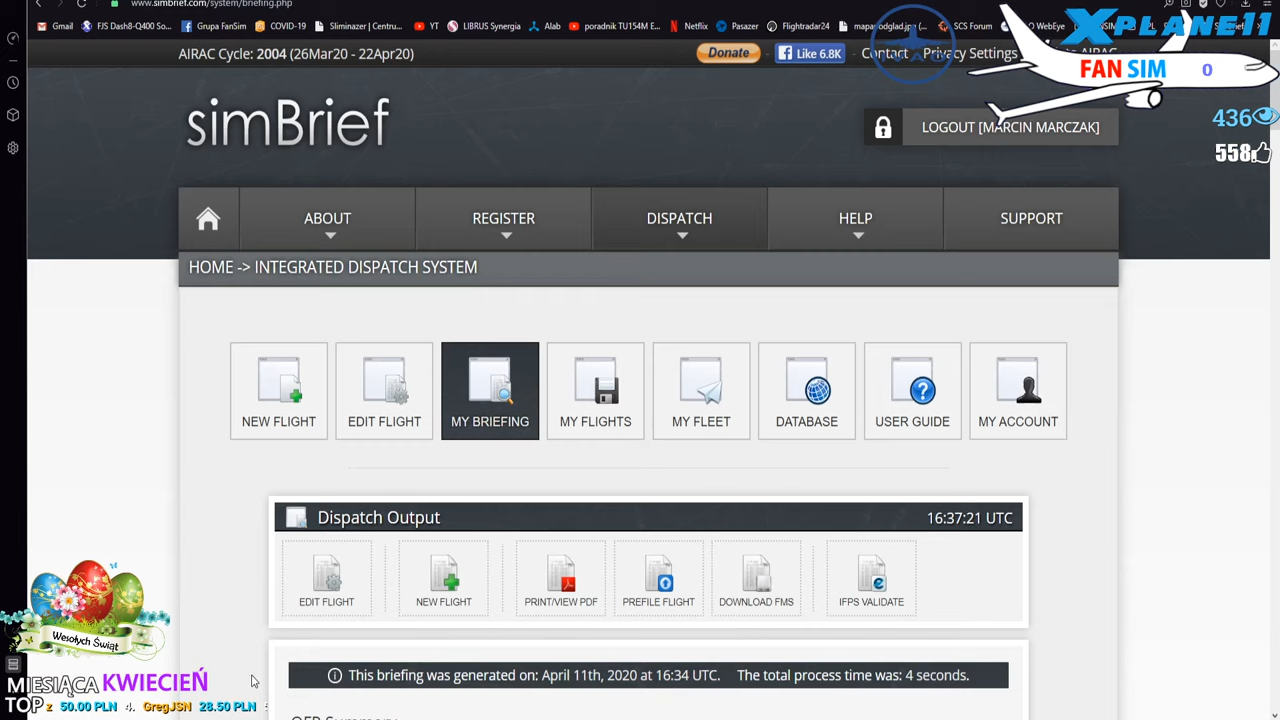 www.simbrief.com/system/briefing.php
Gmail FJS Dash8-Q400 So... Grupa FanSim COVID-19 Sliminazer | Centru... YT LIBRUS Synergia Alab poradnik TU154M E... Netflix Pasazer Flightradar24 SCS Forum
AIRAC Cycle: 2004 (26Mar20 - 22Apr20)
Donate
Like 6.8K
Contact
Privacy Settings
XPLANE11
FAN SIM 0
436
558
simBrief
LOGOUT [MARCIN MARCZAK]
ABOUT REGISTER DISPATCH HELP SUPPORT
HOME -> INTEGRATED DISPATCH SYSTEM
NEW FLIGHT EDIT FLIGHT MY BRIEFING MY FLIGHTS MY FLEET DATABASE USER GUIDE MY ACCOUNT
Dispatch Output 16:37:21 UTC
EDIT FLIGHT NEW FLIGHT PRINT/VIEW PDF PREFILE FLIGHT DOWNLOAD FMS IFPS VALIDATE
This briefing was generated on: April 11th, 2020 at 16:34 UTC. The total process time was: 4 seconds.
OFP Summary
Wesołych Świąt
MIESIĄCA KWIECIEŃ
TOP z 50.00 PLN 4. GregJSN 28.50 PLN